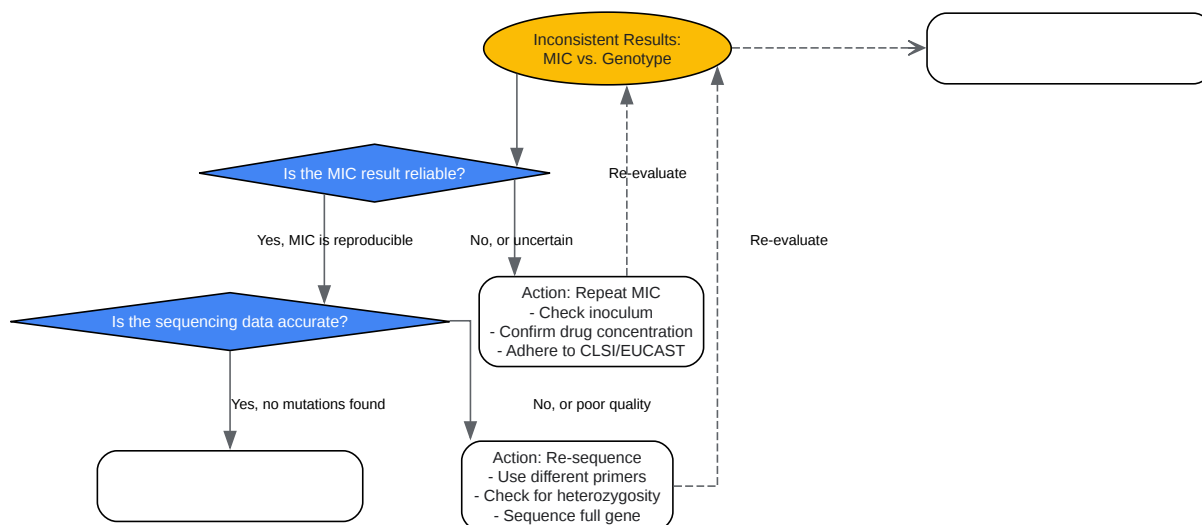 Inconsistent Results:
MIC vs. Genotype
Is the MIC result reliable?
Re-evaluate
Yes, MIC is reproducible
No, or uncertain
Re-evaluate
Action: Repeat MIC
- Check inoculum
- Confirm drug concentration
- Adhere to CLSI/EUCAST
Is the sequencing data accurate?
Yes, no mutations found
No, or poor quality
Action: Re-sequence
- Use different primers
- Check for heterozygosity
- Sequence full gene